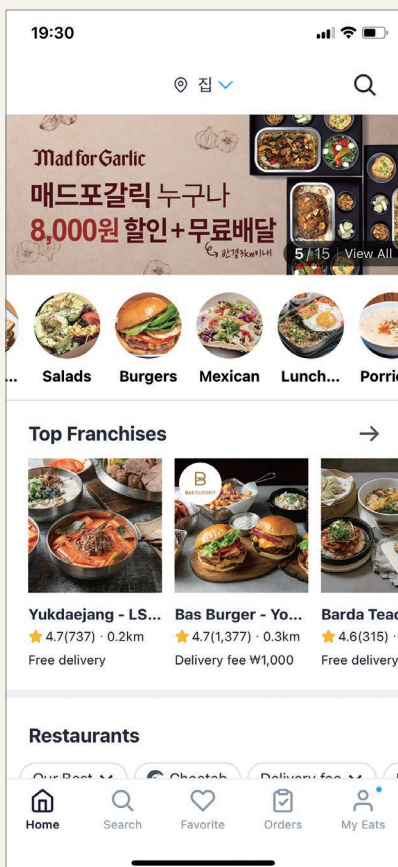 19:30
집
Mad for Garlic
매드포갈릭 누구나
8,000원 할인+무료배달
반경3km이내
5/15 View All
... Salads Burgers Mexican Lunch... Porri
Top Franchises
B
BAS BURGER
Yukdaejang - LS... Bas Burger - Yo... Barda Tea
4.7(737) · 0.2km 4.7(1,377) · 0.3km 4.6(315) ·
Free delivery Delivery fee ₩1,000 Free delivery
Restaurants
Our Best Cheetah Delivery fee
Home Search Favorite Orders My Eats